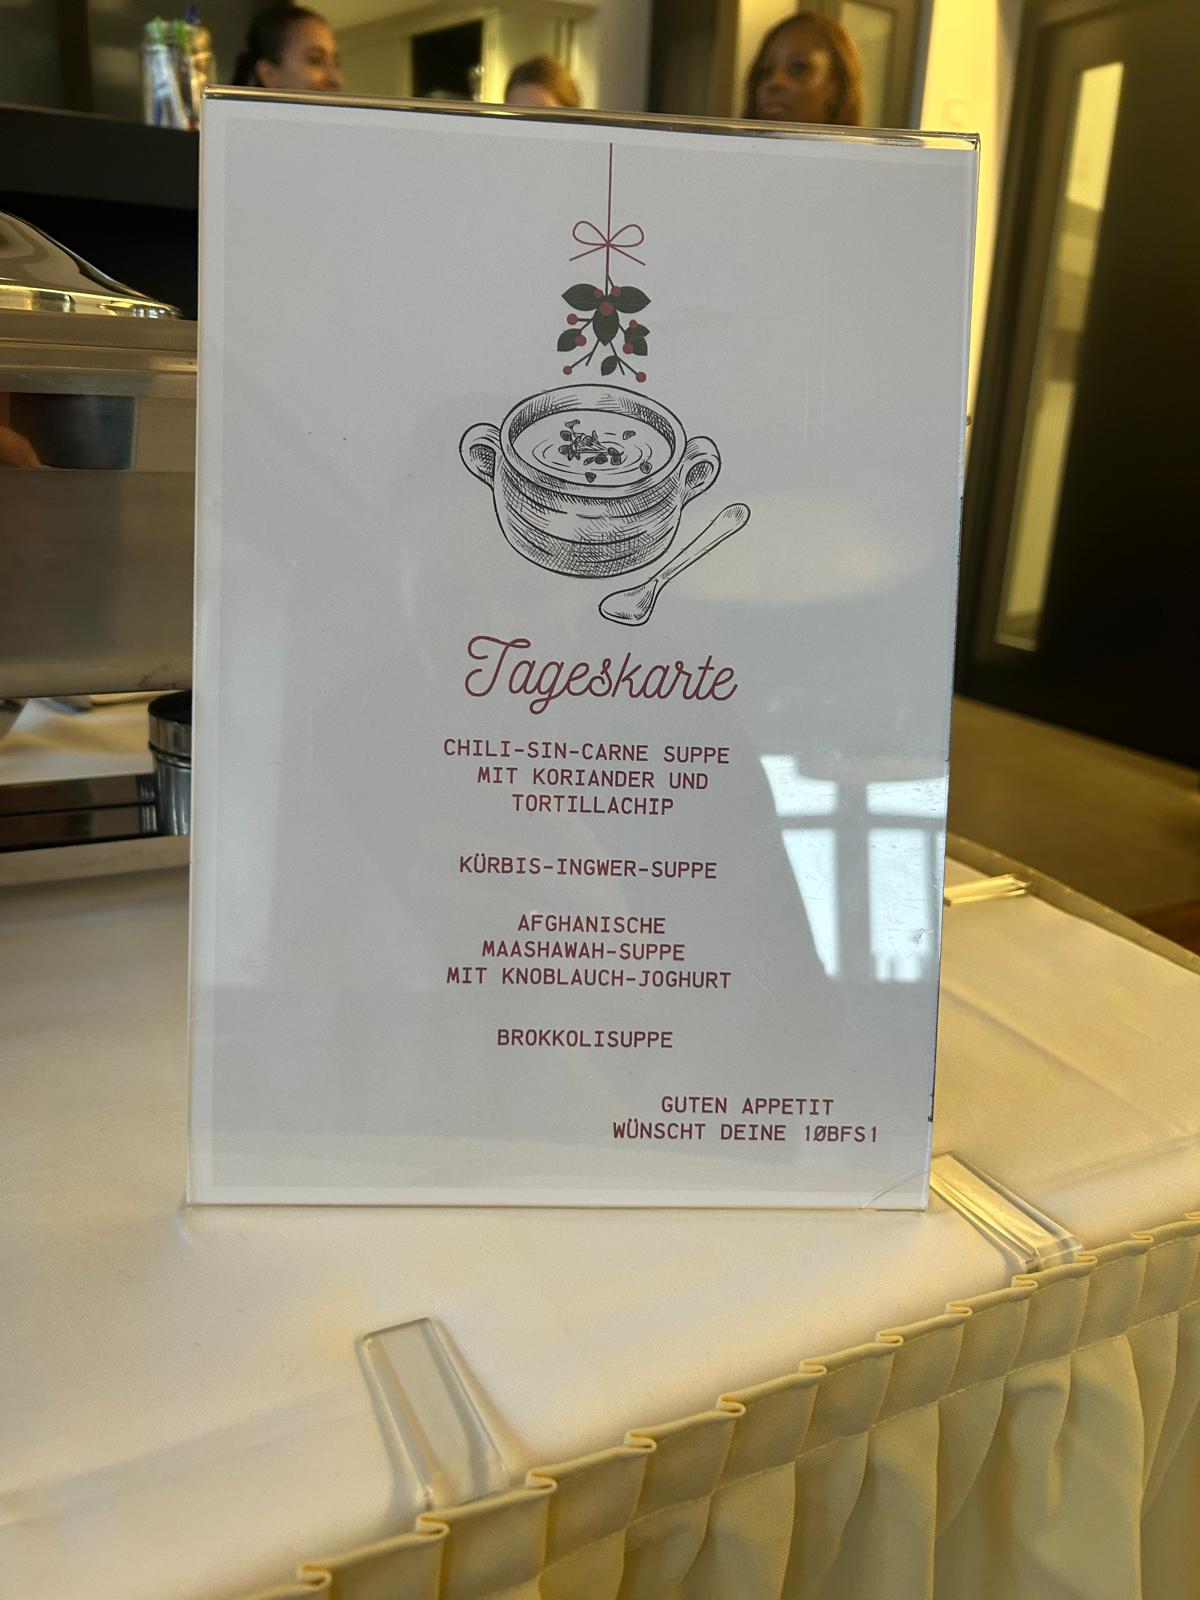 Tageskarte
CHILI-SIN-CARNE SUPPE
MIT KORIANDER UND
TORTILLACHIP
KÜRBIS-INGWER-SUPPE
AFGHANISCHE
MAASHAWAH-SUPPE
MIT KNOBLAUCH-JOGHURT
BROKKOLISUPPE
GUTEN APPETIT
WÜNSCHT DEINE 10BFS1